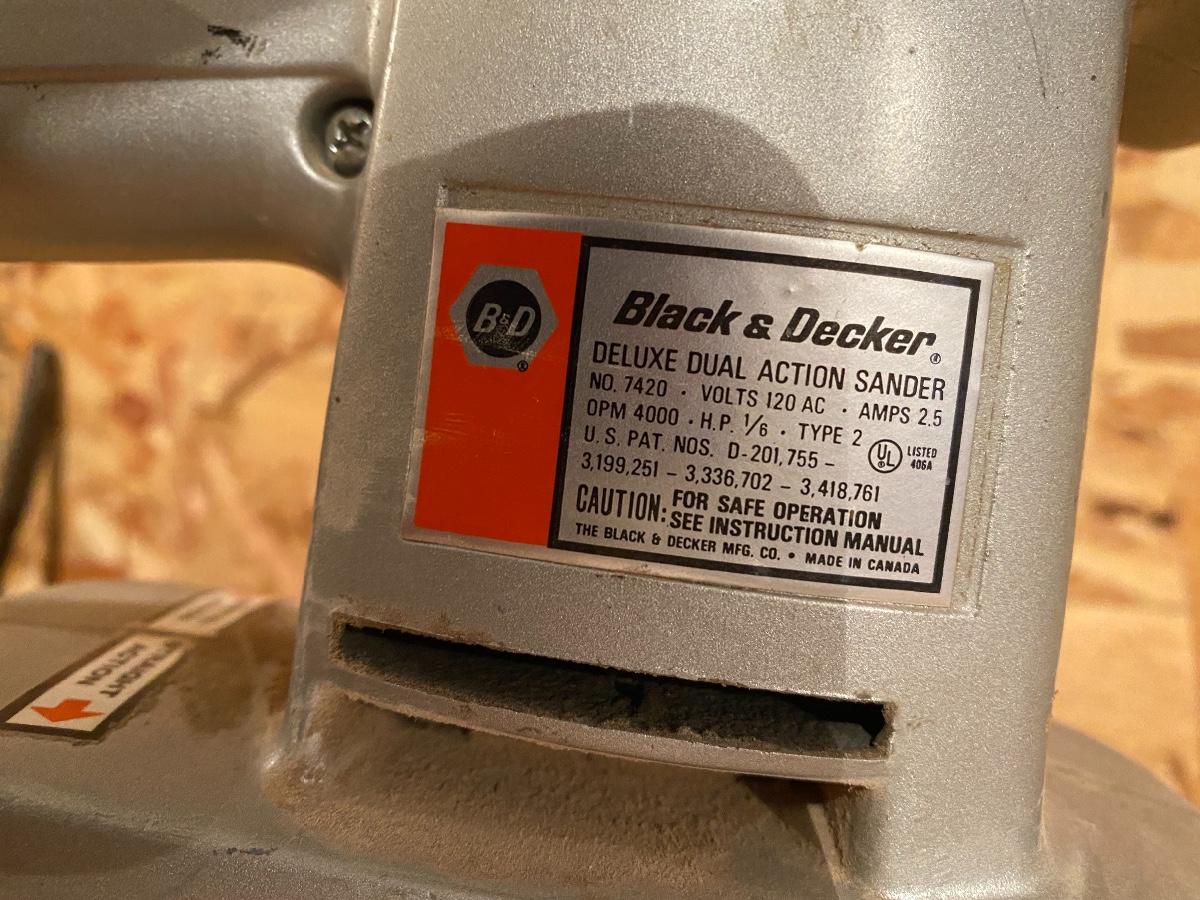 B&D
®
Black & Decker®
DELUXE DUAL ACTION SANDER
NO. 7420 · VOLTS 120 AC · AMPS 2.5
OPM 4000 · H.P. 1/6 · TYPE 2
U.S. PAT. NOS. D-201,755 –
3,199,251 – 3,336,702 – 3,418,761
UL LISTED
406A
CAUTION: FOR SAFE OPERATION
SEE INSTRUCTION MANUAL
THE BLACK & DECKER MFG. CO. • MADE IN CANADA
STRAIGHT
ACTION